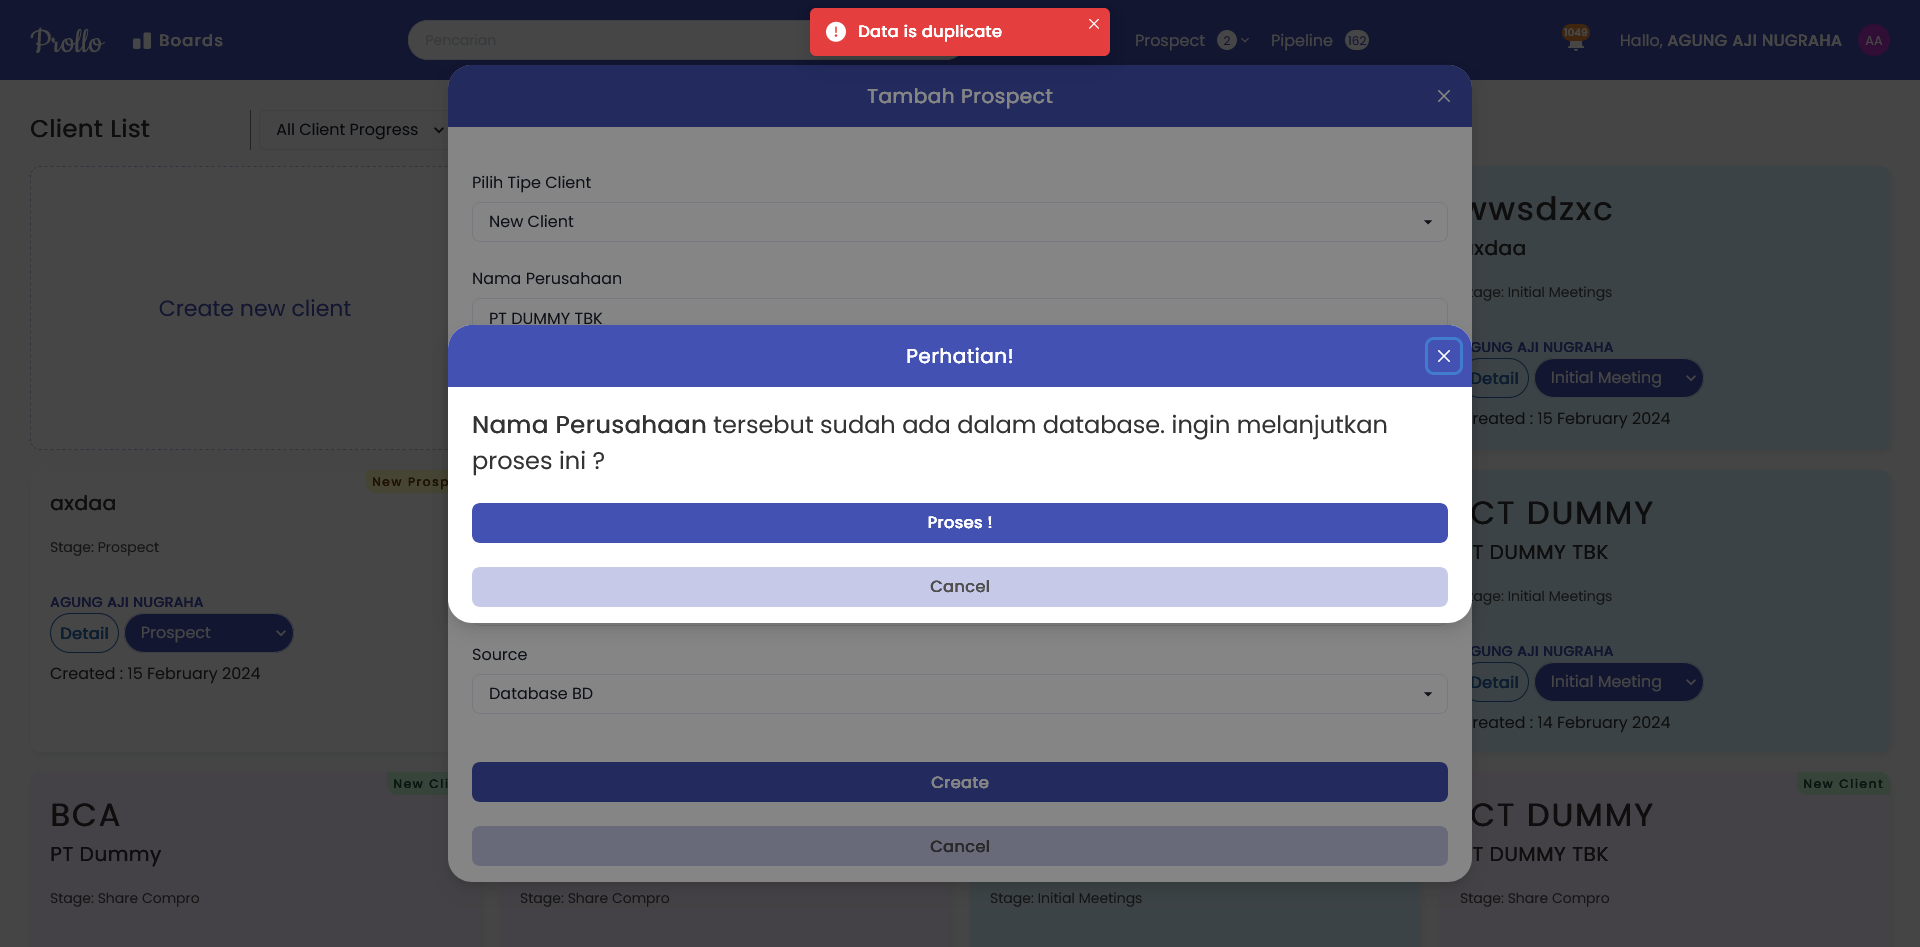 Prollo
Boards
Pencarian
Data is duplicate
Prospect 2
Pipeline 162
1049
Hallo, AGUNG AJI NUGRAHA
AA
Client List
All Client Progress
Create new client
Tambah Prospect
Pilih Tipe Client
New Client
Nama Perusahaan
PT DUMMY TBK
Perhatian!
Nama Perusahaan tersebut sudah ada dalam database. ingin melanjutkan
proses ini ?
Proses !
Cancel
Source
Database BD
Create
Cancel
wwsdzxc
xdaa
tage: Initial Meetings
GUNG AJI NUGRAHA
Detail
Initial Meeting
reated : 15 February 2024
New Prosp
axdaa
Stage: Prospect
AGUNG AJI NUGRAHA
Detail
Prospect
Created : 15 February 2024
CT DUMMY
T DUMMY TBK
tage: Initial Meetings
GUNG AJI NUGRAHA
Detail
Initial Meeting
reated : 14 February 2024
New Cli
BCA
PT Dummy
Stage: Share Compro
Stage: Share Compro
Stage: Initial Meetings
New Client
CT DUMMY
T DUMMY TBK
Stage: Share Compro